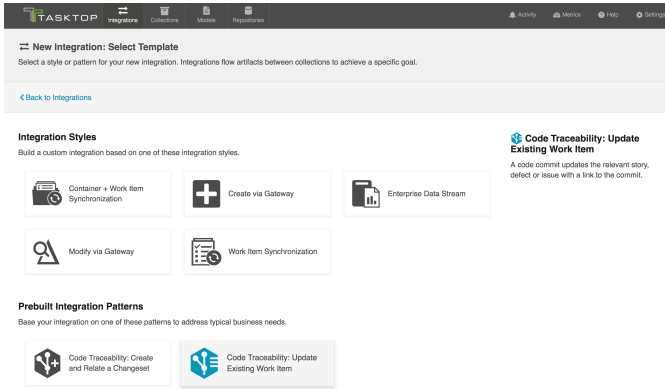 TASKTOP
Integrations
Collections
Models
Repositories
Activity
Metrics
Help
Settings
New Integration: Select Template
Select a style or pattern for your new integration. Integrations flow artifacts between collections to achieve a specific goal.
Back to Integrations
Integration Styles
Build a custom integration based on one of these integration styles.
Container + Work Item
Synchronization
Create via Gateway
Enterprise Data Stream
Modify via Gateway
Work Item Synchronization
Code Traceability: Update
Existing Work Item
A code commit updates the relevant story,
defect or issue with a link to the commit.
Prebuilt Integration Patterns
Base your integration on one of these patterns to address typical business needs.
Code Traceability: Create
and Relate a Changeset
Code Traceability: Update
Existing Work Item